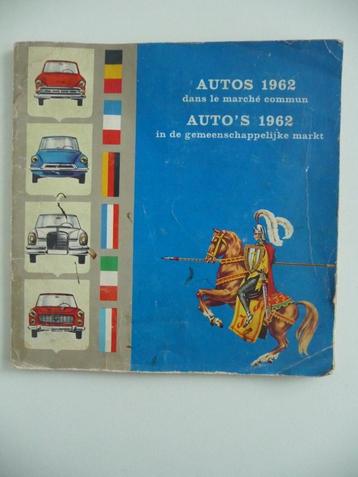 AUTOS 1962
dans le marché commun
AUTO'S 1962
in de gemeenschappelijke markt